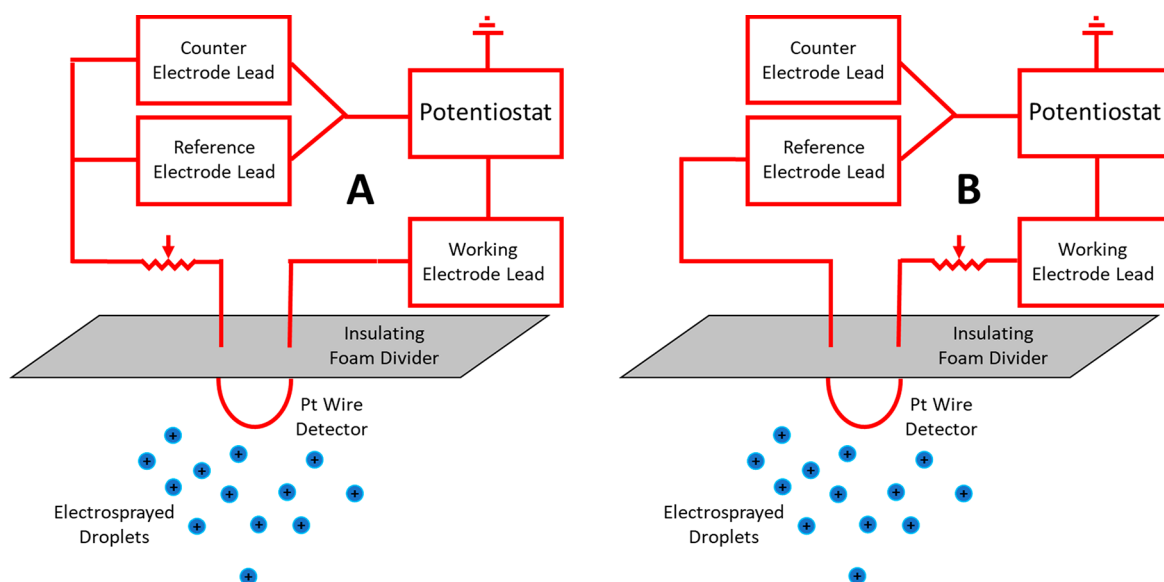 Counter
Electrode Lead
Potentiostat
Reference
Electrode Lead
A
Working
Electrode Lead
Insulating
Foam Divider
Pt Wire
Detector
+
+
+
+
+
+
+
+
+
+
+
+
+
Electrosprayed
Droplets
Counter
Electrode Lead
Potentiostat
Reference
Electrode Lead
B
Working
Electrode Lead
Insulating
Foam Divider
Pt Wire
Detector
+
+
+
+
+
+
+
+
+
+
+
+
+
Electrosprayed
Droplets